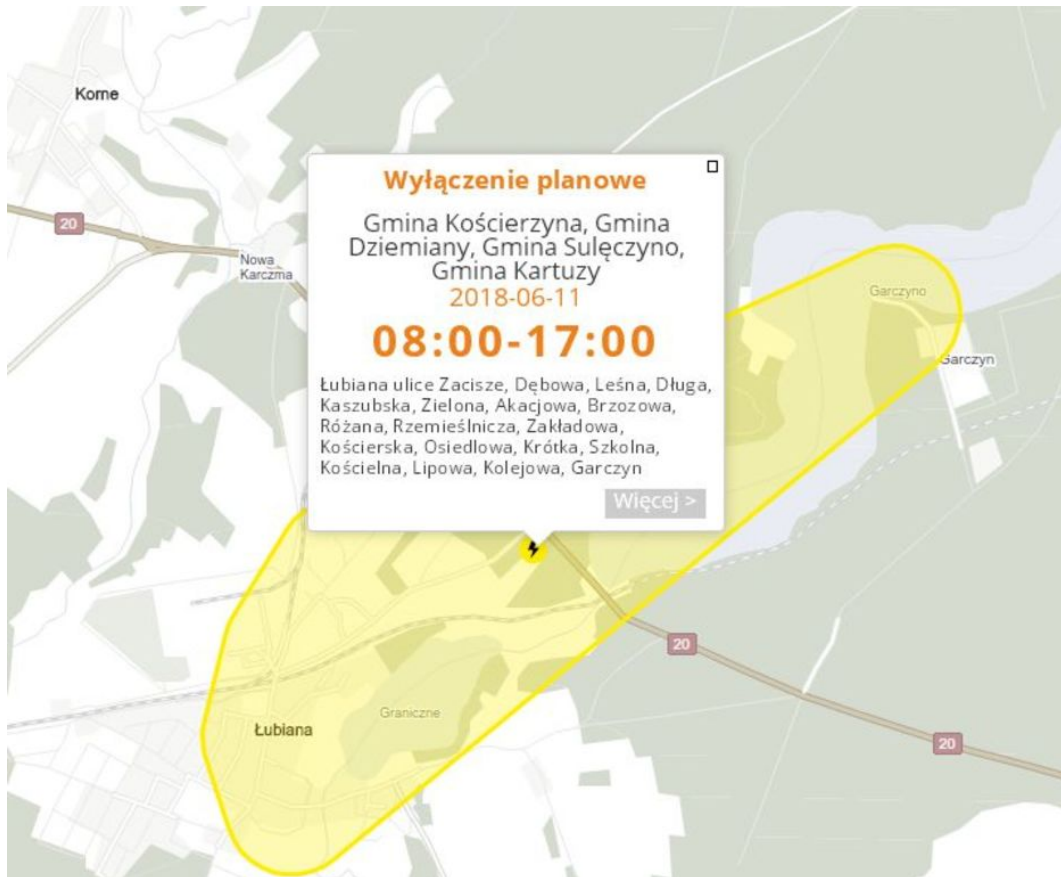 Korne
20
Nowa
Karczma
Wyłączenie planowe
Gmina Kościerzyna, Gmina
Dziemiany, Gmina Sulęczyno,
Gmina Kartuzy
2018-06-11
08:00-17:00
Łubiana ulice Zacisze, Dębowa, Leśna, Długa,
Kaszubska, Zielona, Akacjowa, Brzozowa,
Różana, Rzemieślnicza, Zakładowa,
Kościerska, Osiedlowa, Krótka, Szkolna,
Kościelna, Lipowa, Kolejowa, Garczyn
Więcej >
Garczyno
Garczyn
20
Graniczne
Łubiana
20